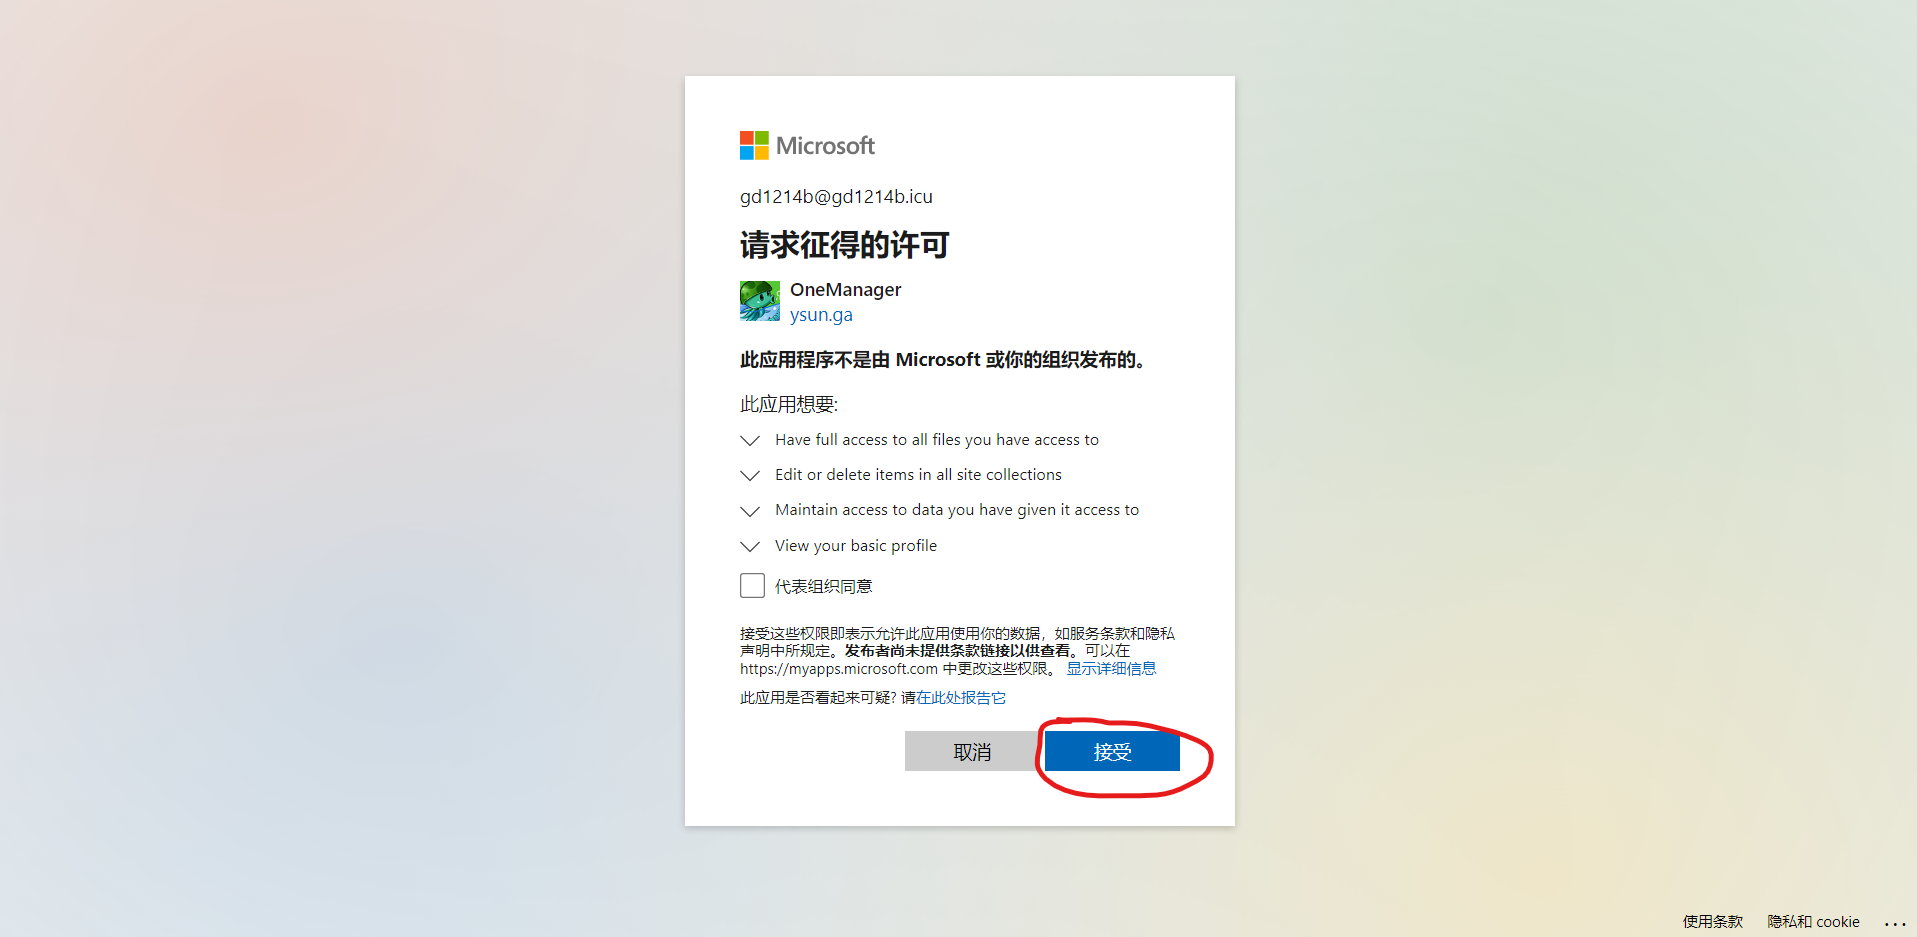 Microsoft
gd1214b@gd1214b.icu
请求征得的许可
OneManager
ysun.ga
此应用程序不是由 Microsoft 或你的组织发布的。
此应用想要:
Have full access to all files you have access to
Edit or delete items in all site collections
Maintain access to data you have given it access to
View your basic profile
代表组织同意
接受这些权限即表示允许此应用使用你的数据，如服务条款和隐私
声明中所规定。发布者尚未提供条款链接以供查看。可以在
https://myapps.microsoft.com 中更改这些权限。 显示详细信息
此应用是否看起来可疑? 请在此处报告它
取消 接受
使用条款 隐私和 cookie ...